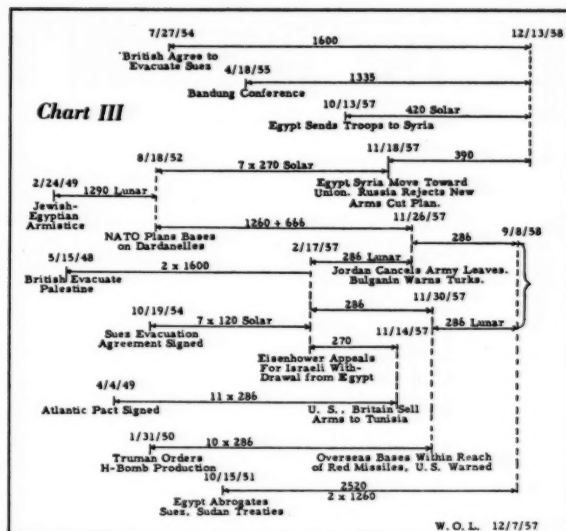 7/27/54 12/13/58
1600
British Agree to
Evacuate Suez
4/18/55
1335
Bandung Conference
Chart III
10/13/57
420 Solar
Egypt Sends Troops to Syria
11/18/57
8/18/52
7 x 270 Solar
390
2/24/49
Egypt Syria Move Toward
Union. Russia Rejects New
Arms Cut Plan.
1290 Lunar
Jewish-
Egyptian
Armistice
NATO Plans Bases
on Dardanelles
1260 + 666
11/26/57
286
9/8/58
2/17/57
5/15/48
286 Lunar
2 x 1600
British Evacuate
Palestine
Jordan Cancels Army Leaves.
Bulganin Warns Turks.
10/19/54
286
11/30/57
7 x 120 Solar
286 Lunar
Suez Evacuation
Agreement Signed
270
11/14/57
Eisenhower Appeals
For Israeli With-
Drawal from Egypt
4/4/49
11 x 286
Atlantic Pact Signed
U. S., Britain Sell
Arms to Tunisia
1/31/50
10 x 286
Truman Orders
H-Bomb Production
Overseas Bases Within Reach
of Red Missiles, U.S. Warned
10/15/51
2520
2 x 1260
Egypt Abrogates
Suez, Sudan Treaties
W. O. L. 12/7/57